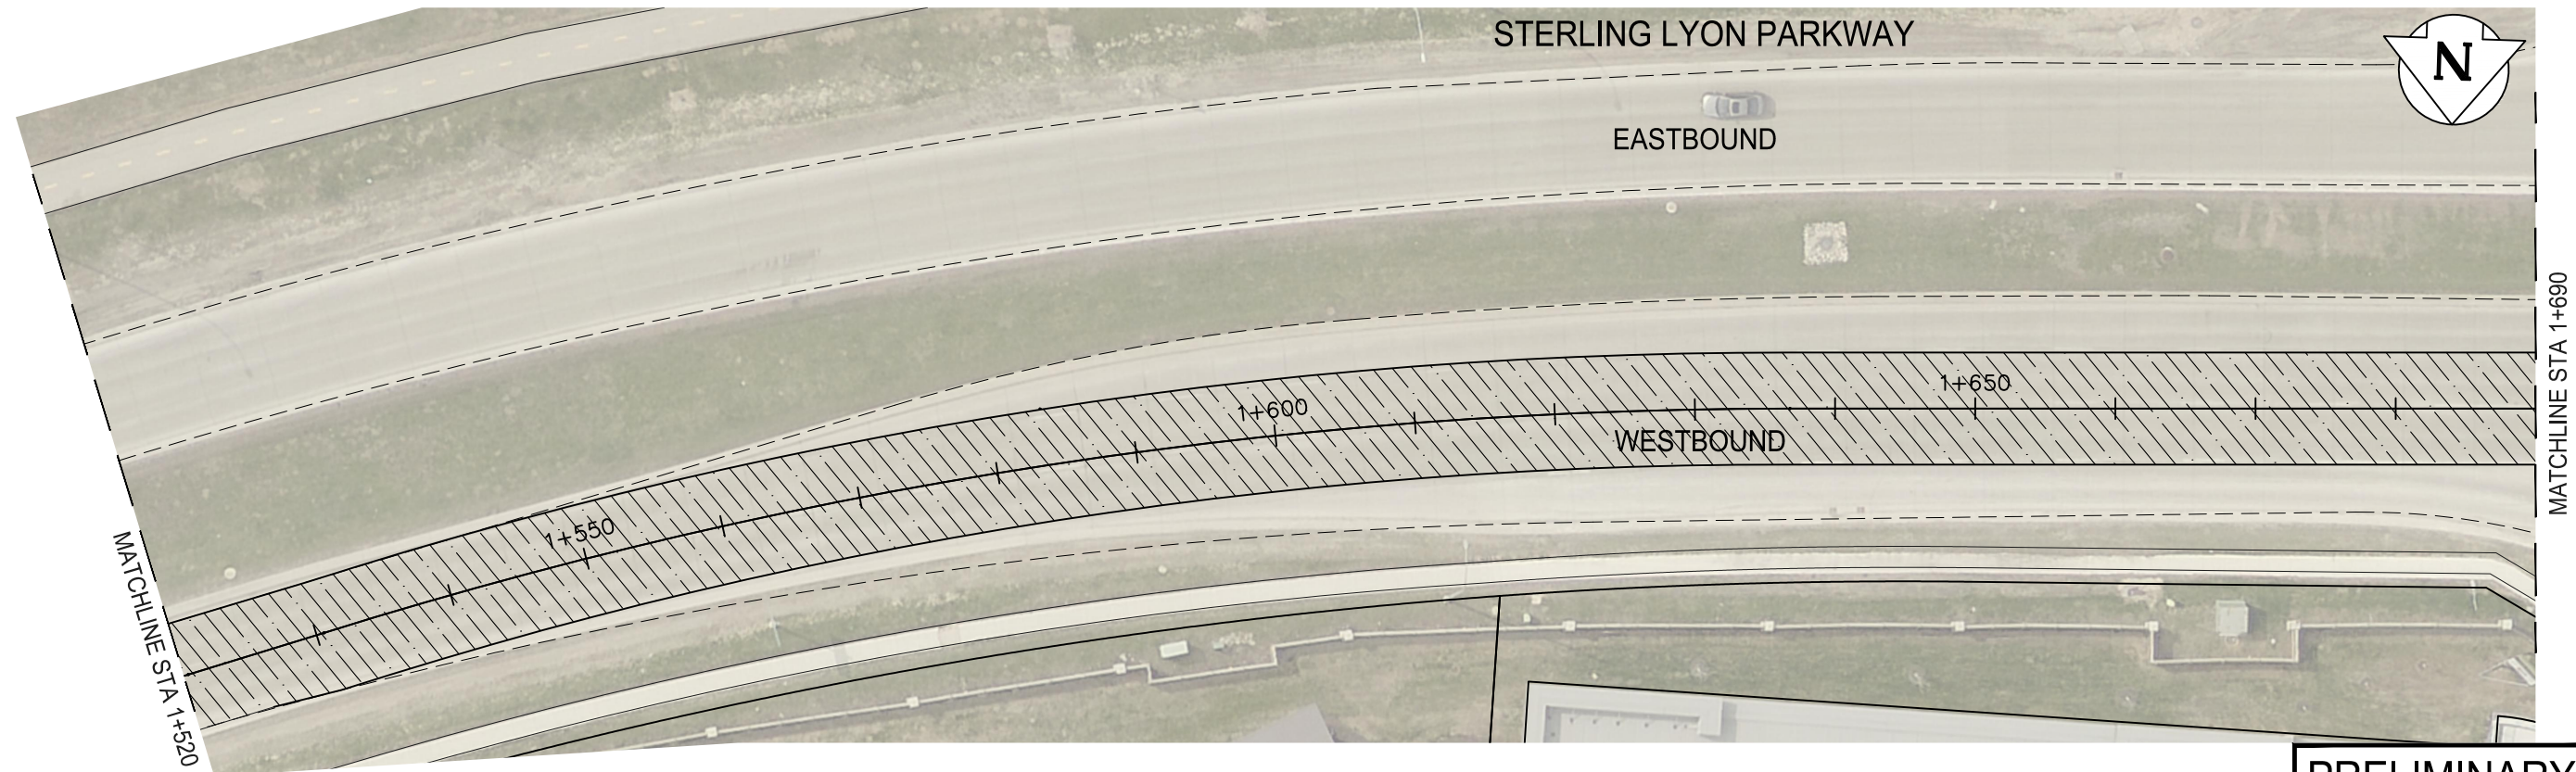 STERLING LYON PARKWAY
N
EASTBOUND
MATCHLINE STA 1+690
1+650
1+600
WESTBOUND
1+550
MATCHLINE STA 1+520
PRELIMINARY